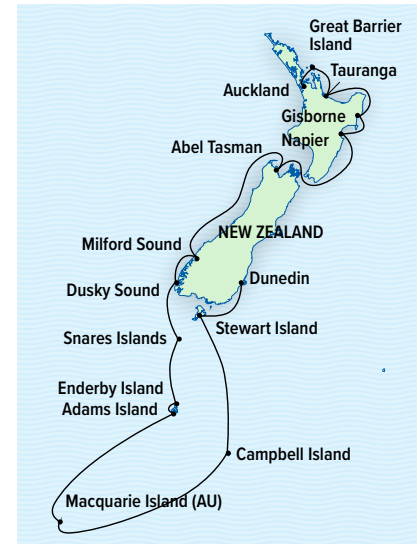 Great Barrier
Island
Tauranga
Auckland
Gisborne
Napier
Abel Tasman
NEW ZEALAND
Milford Sound
Dunedin
Dusky Sound
Stewart Island
Snares Islands
Enderby Island
Adams Island
Campbell Island
Macquarie Island (AU)